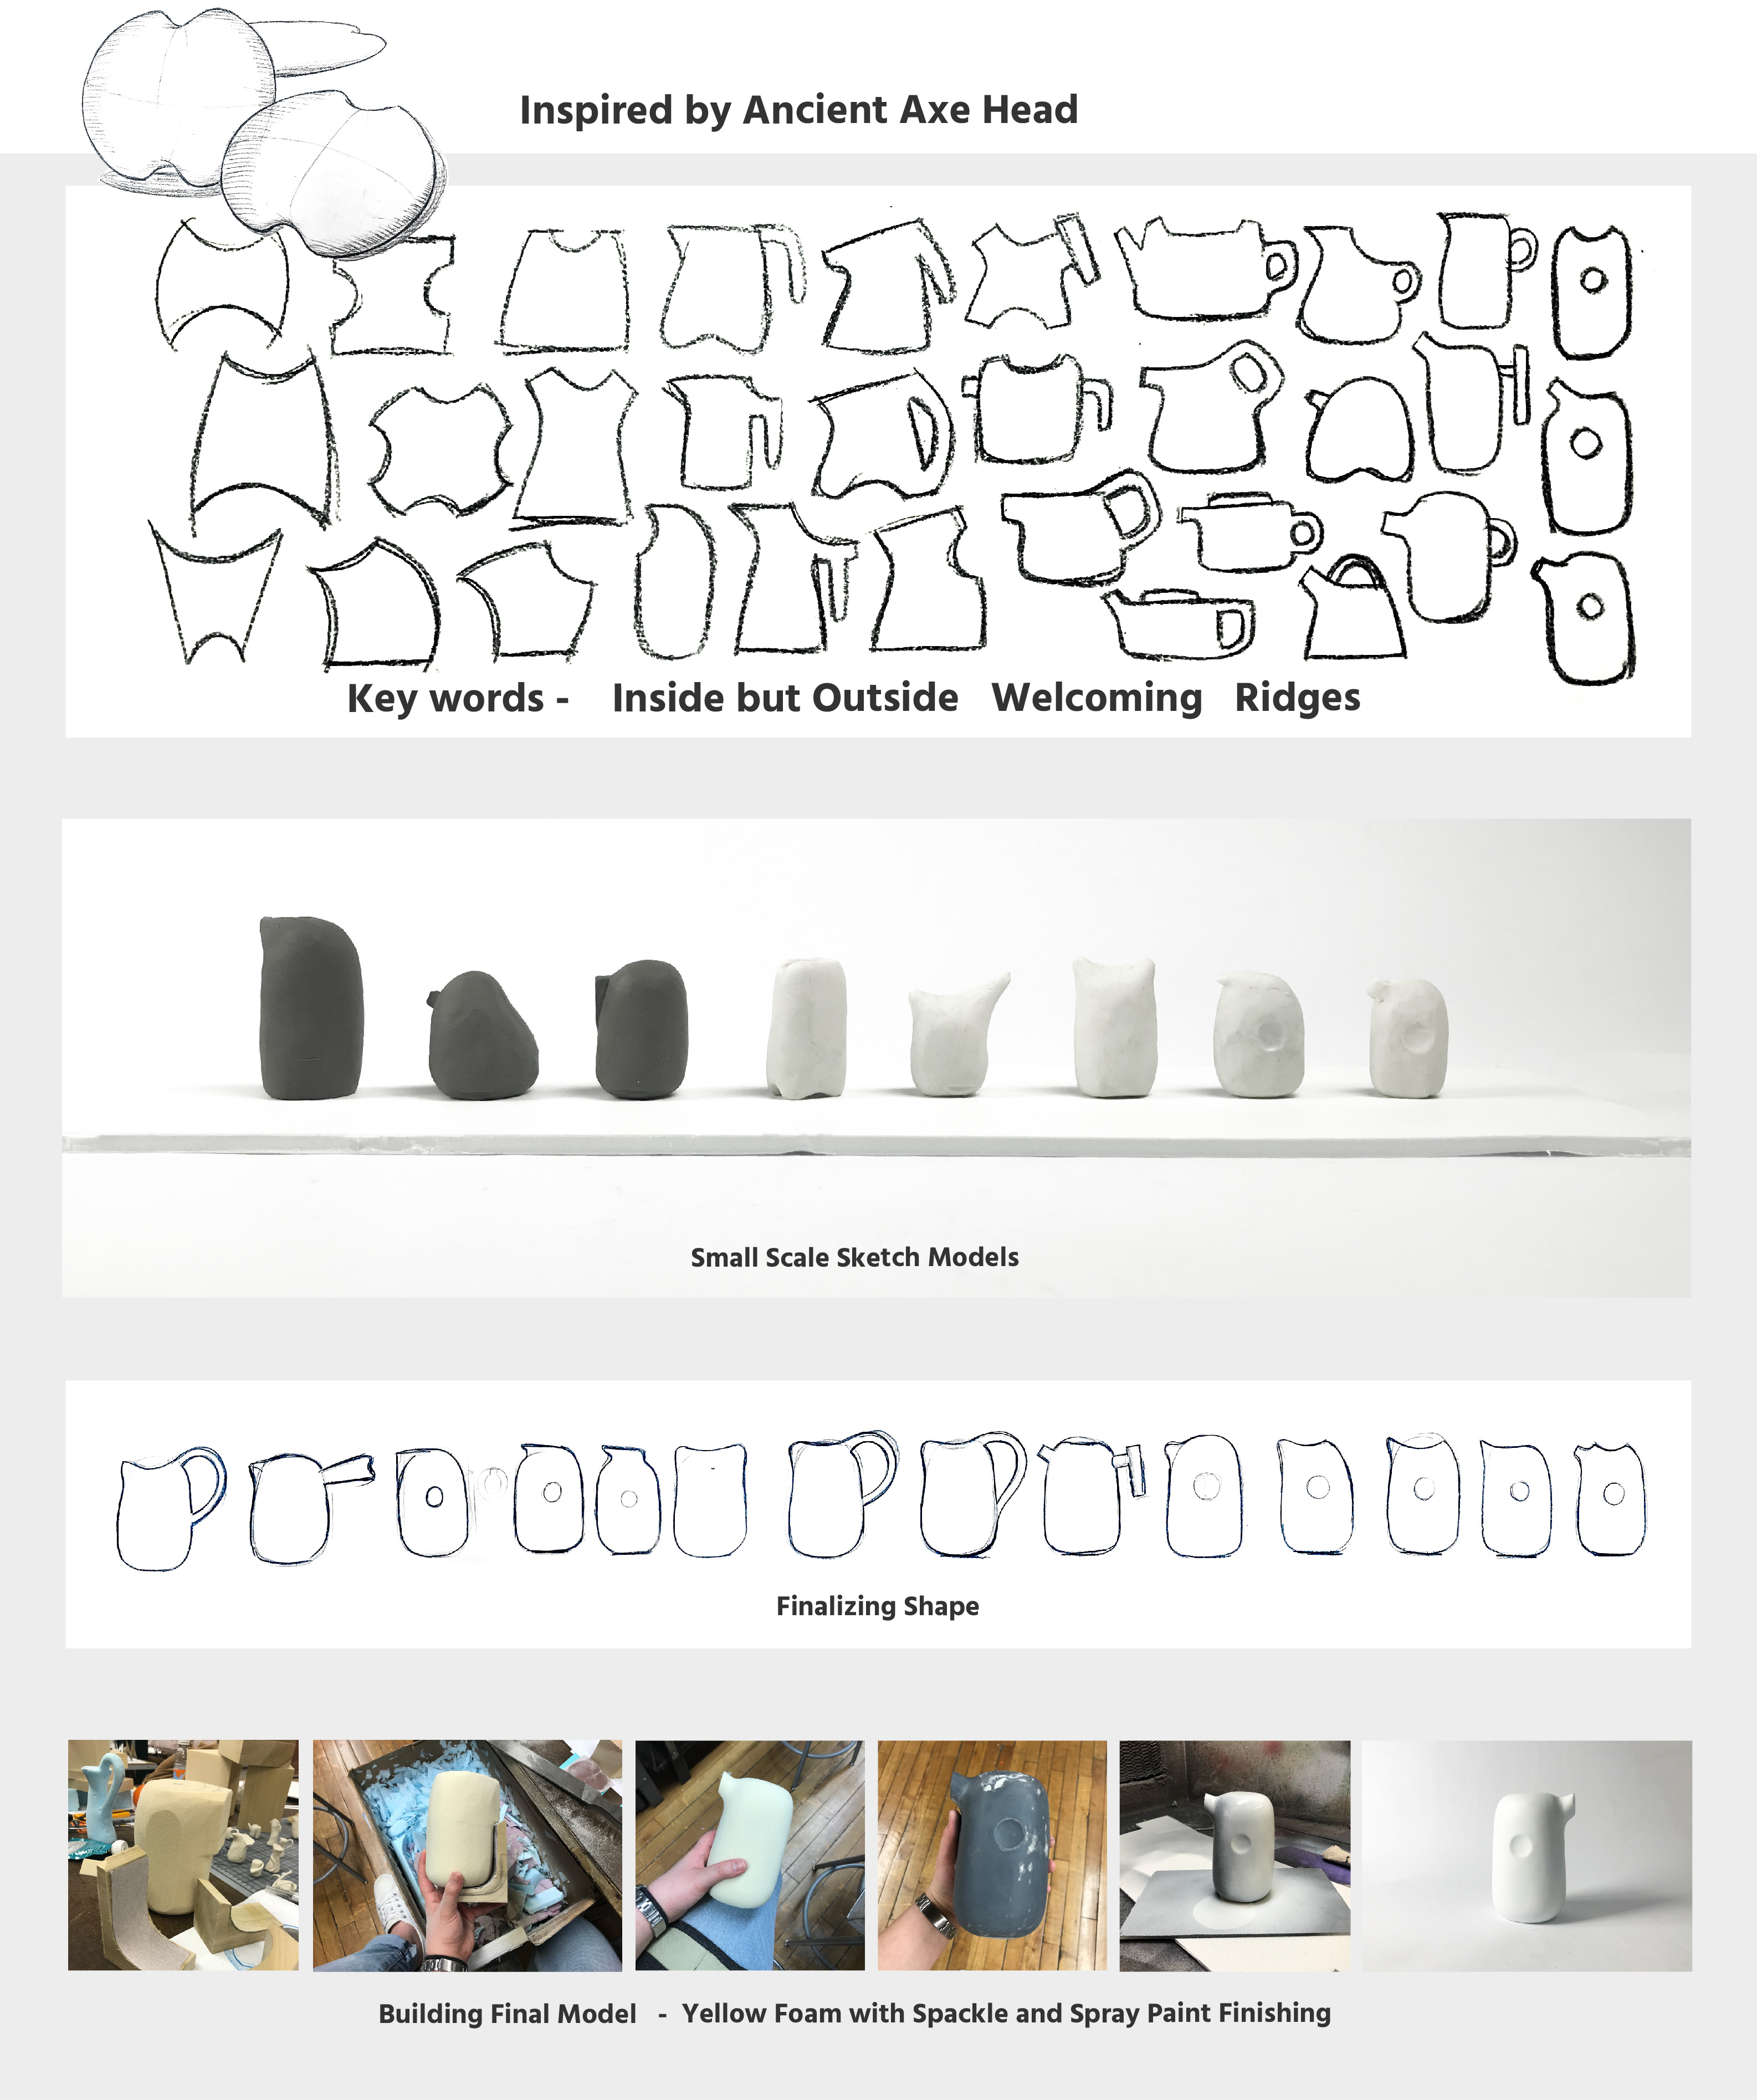 Inspired by Ancient Axe Head
Key words - Inside but Outside Welcoming Ridges
Small Scale Sketch Models
Finalizing Shape
Building Final Model - Yellow Foam with Spackle and Spray Paint Finishing